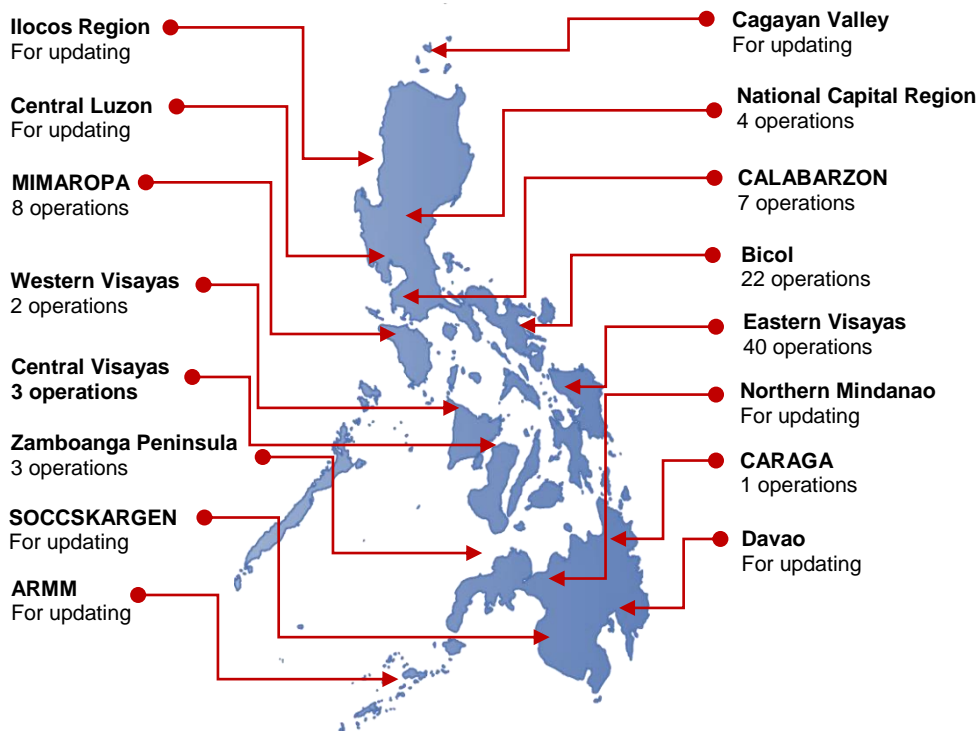 Ilocos Region
For updating
Central Luzon
For updating
MIMAROPA
8 operations
Western Visayas
2 operations
Central Visayas
3 operations
Zamboanga Peninsula
3 operations
SOCCSKARGEN
For updating
ARMM
For updating
Cagayan Valley
For updating
National Capital Region
4 operations
CALABARZON
7 operations
Bicol
22 operations
Eastern Visayas
40 operations
Northern Mindanao
For updating
CARAGA
1 operations
Davao
For updating